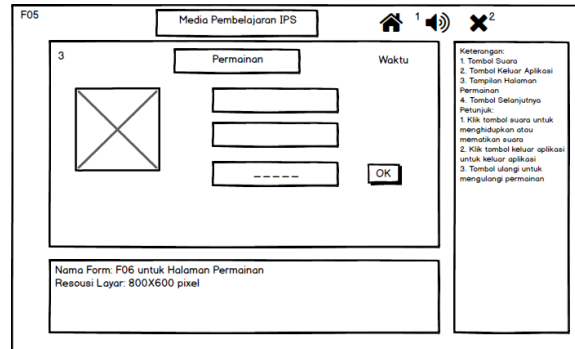 F05
Media Pembelajaran IPS
1
2
3
Permainan
Waktu
_ _ _ _ _
OK
Keterangan:
1. Tombol Suara
2. Tombol Keluar Aplikasi
3. Tampilan Halaman
Permainan
4. Tombol Selanjutnya
Petunjuk:
1. Klik tombol suara untuk
menghidupkan atau
mematikan suara
2. Klik tombol keluar aplikasi
untuk keluar aplikasi
3. Tombol ulangi untuk
mengulangi permainan
Nama Form: F06 untuk Halaman Permainan
Resousi Layar: 800X600 pixel